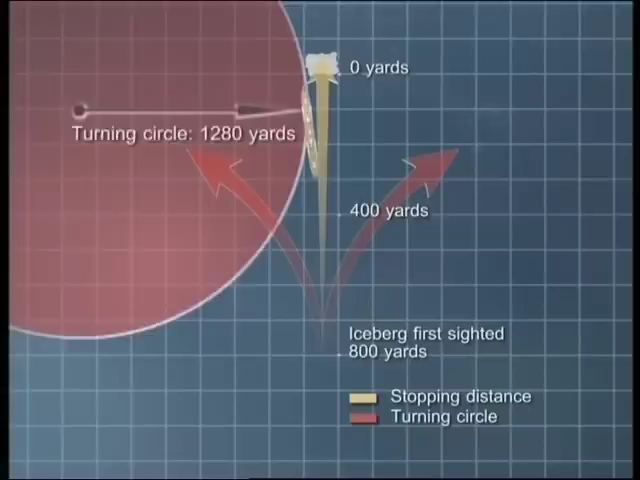 0 yards
Turning circle: 1280 yards
400 yards
Iceberg first sighted
800 yards
Stopping distance
Turning circle